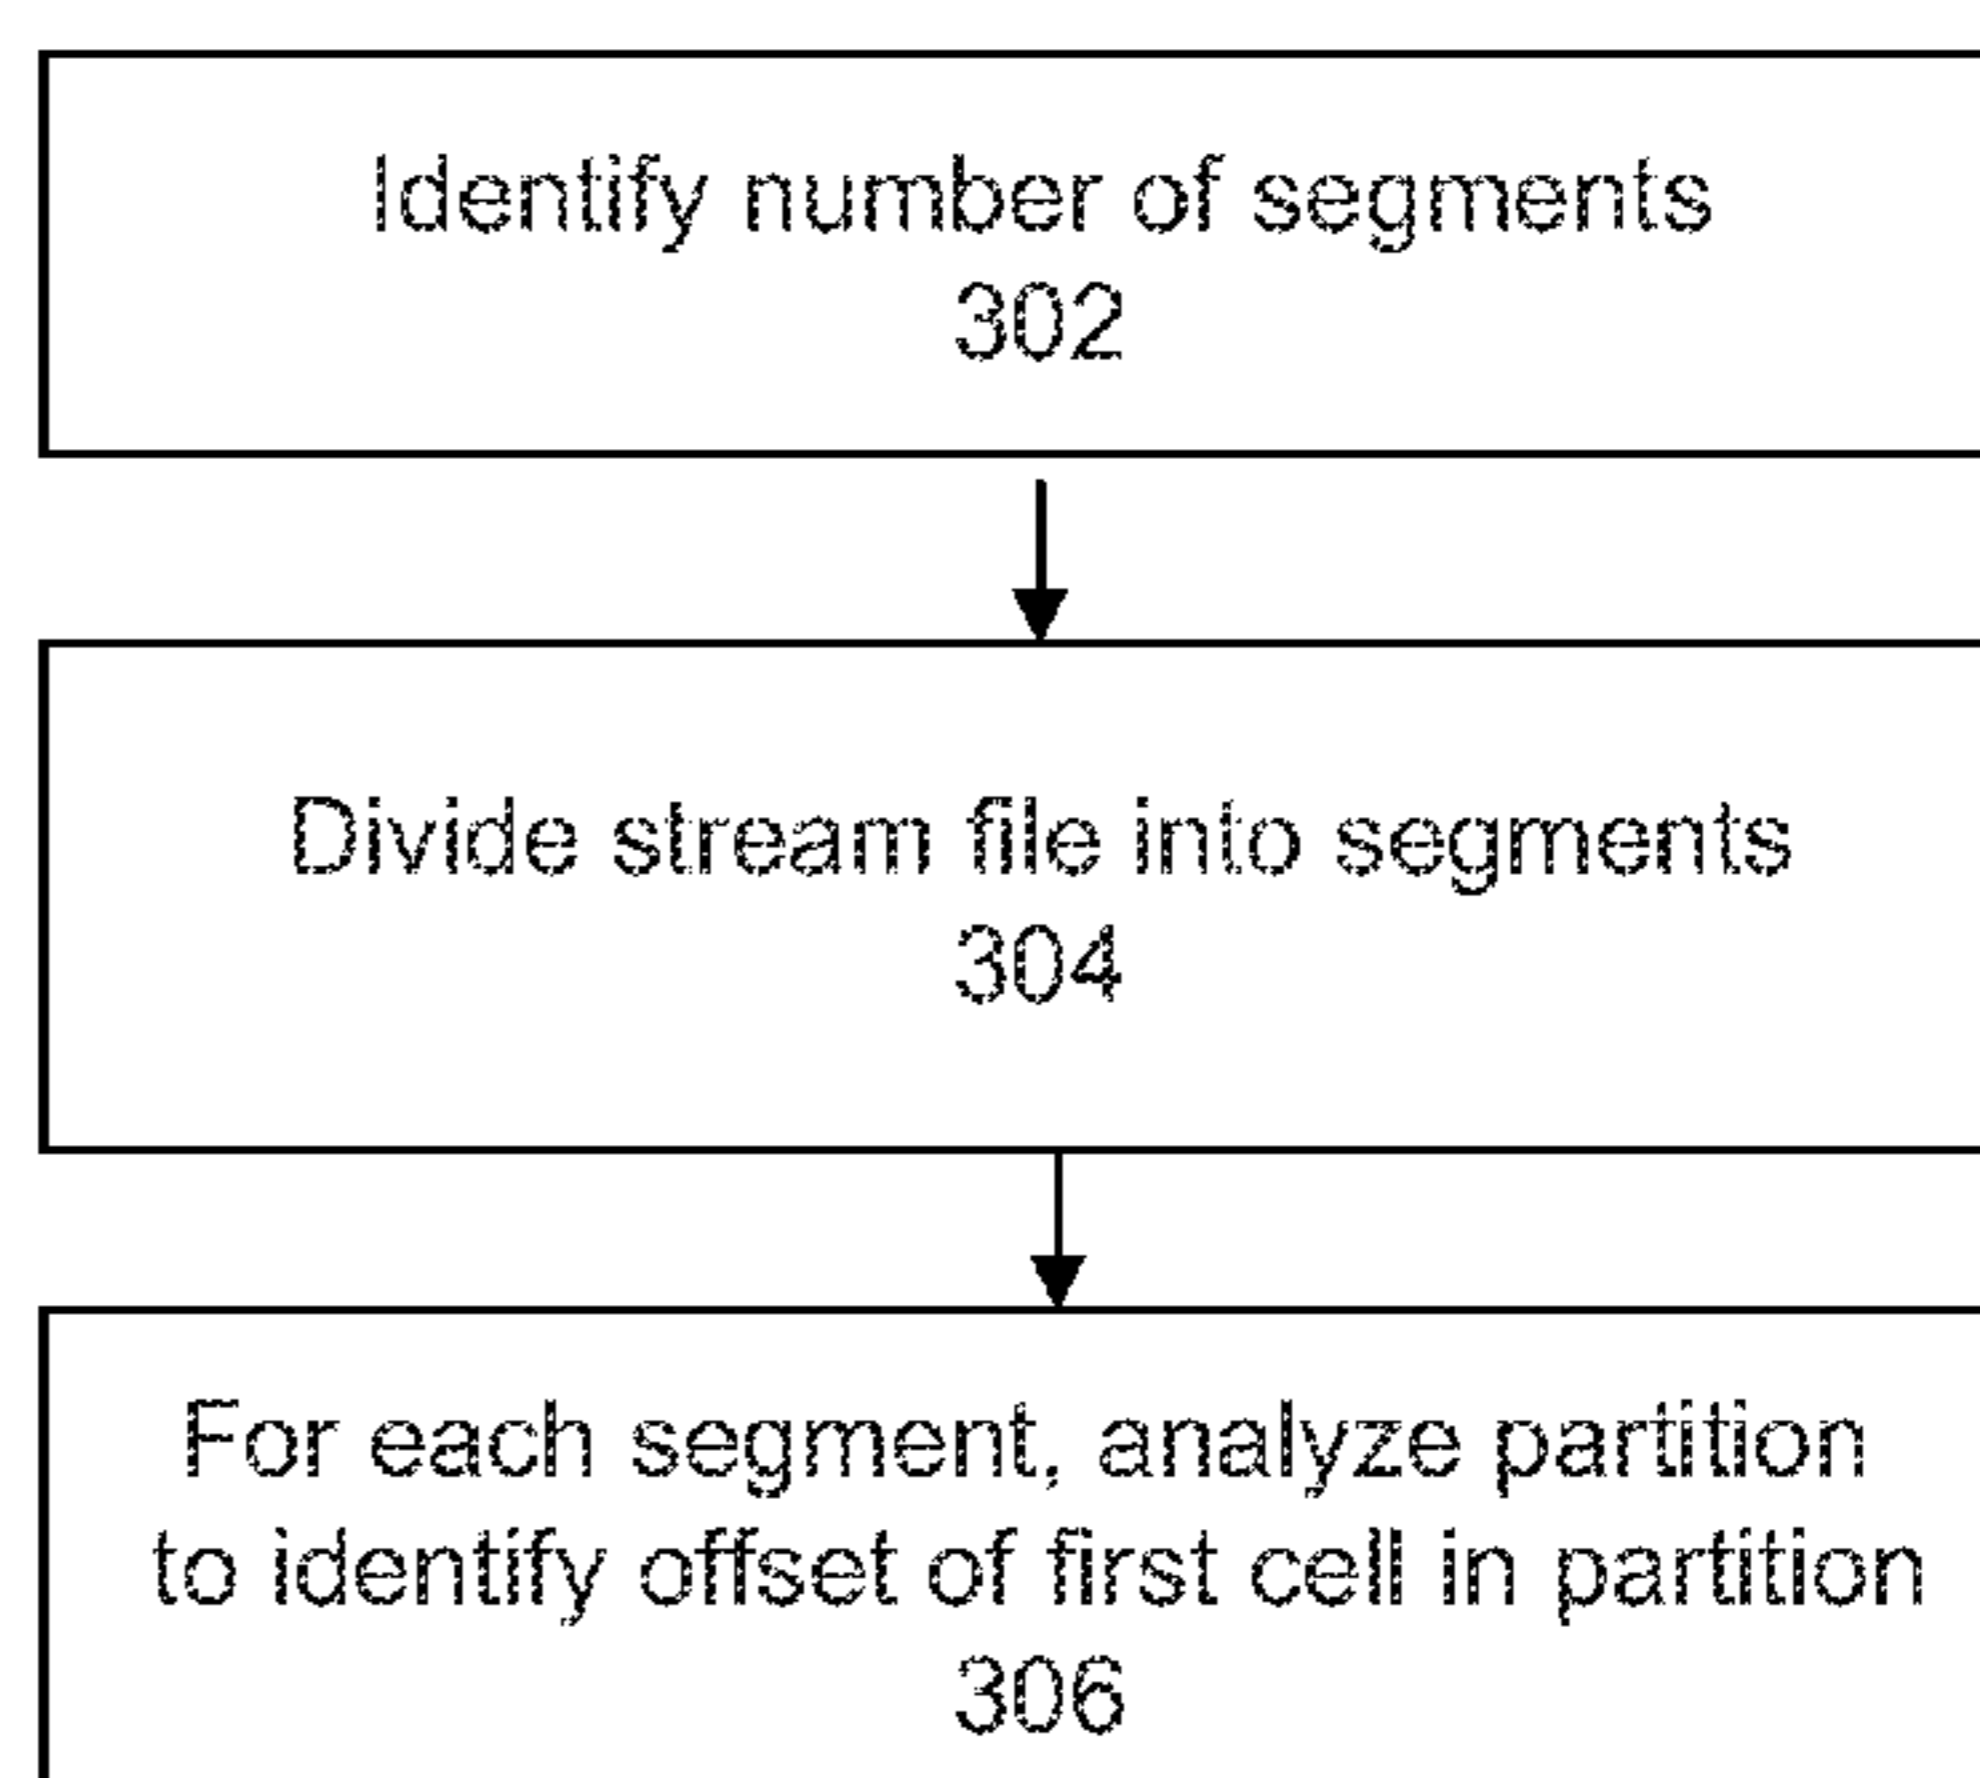 Identify number of segments
302
Divide stream file into segments
304
For each segment, analyze partition
to identify offset of first cell in partition
306